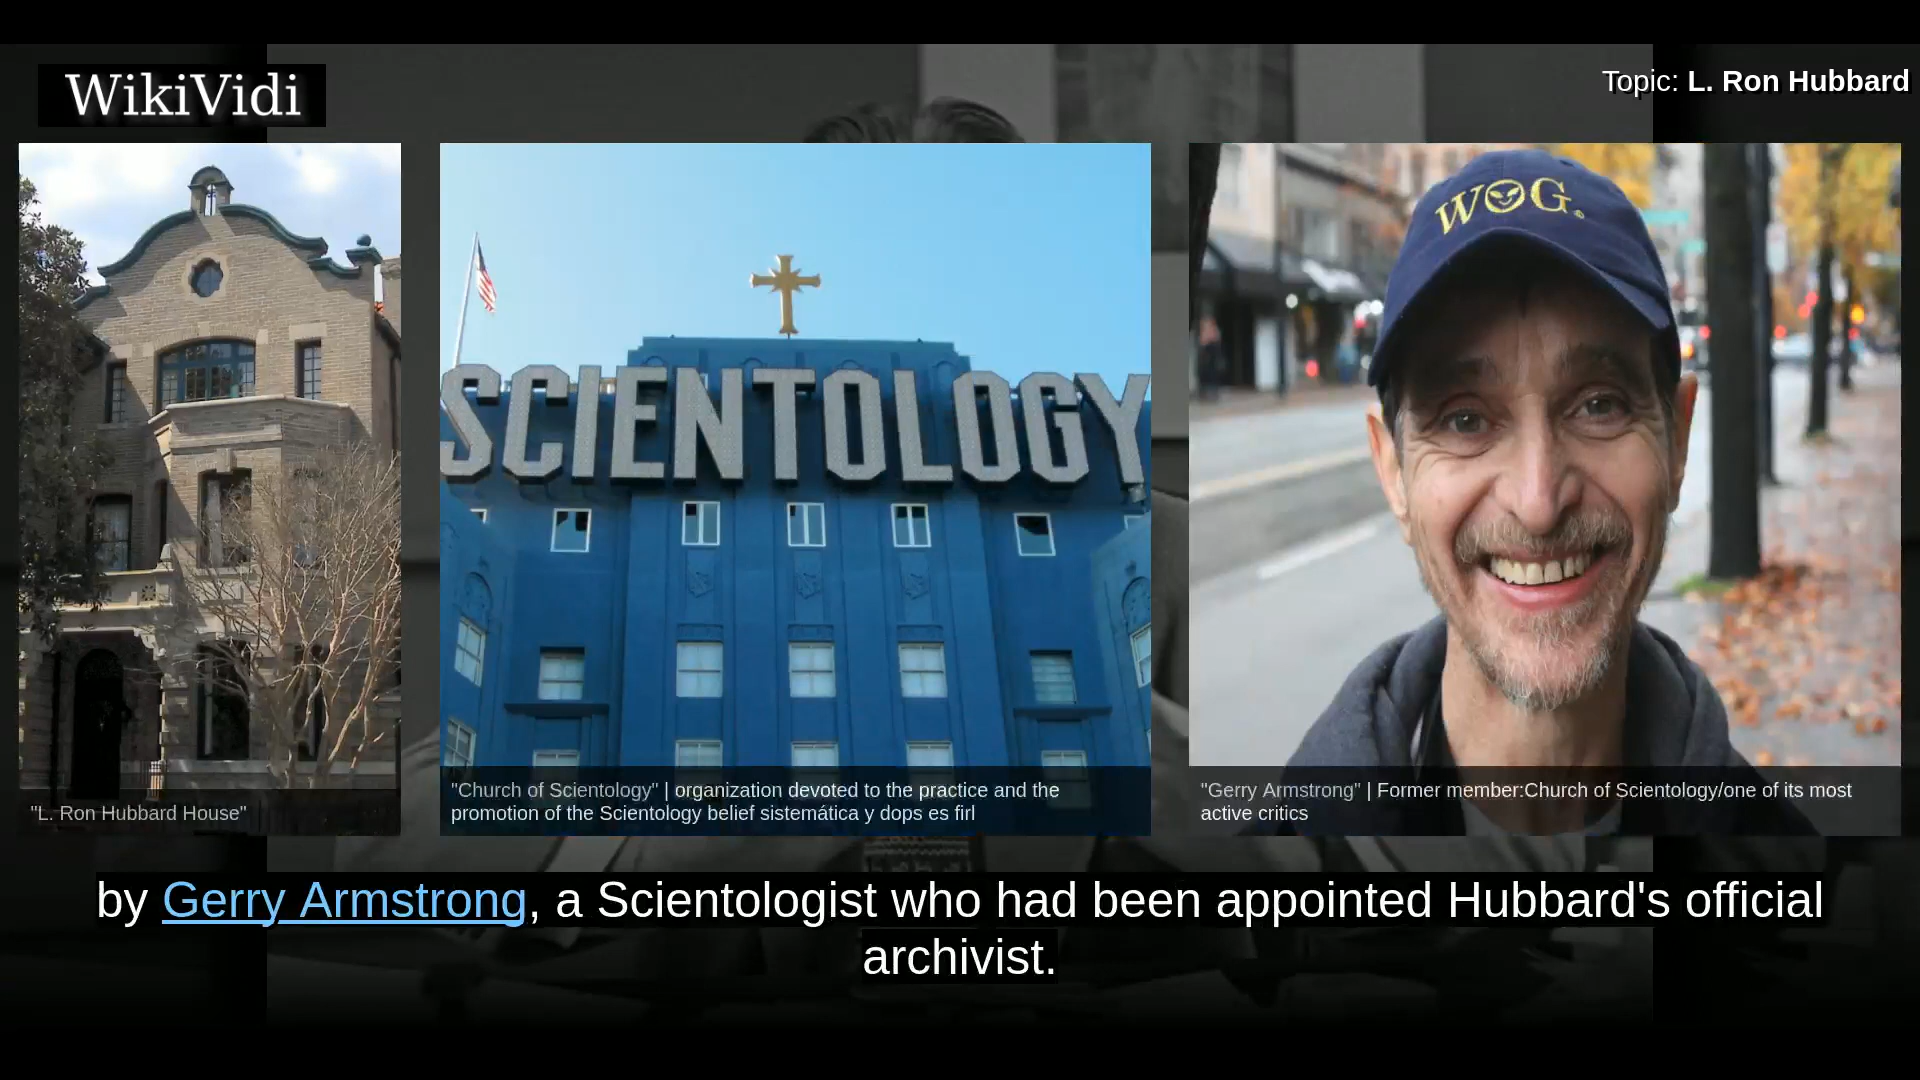 WikiVidi
Topic: L. Ron Hubbard
WOG
SCIENTOLOGY
"L. Ron Hubbard House"
"Church of Scientology" | organization devoted to the practice and the
promotion of the Scientology belief sistemática y dops es firl
"Gerry Armstrong" | Former member:Church of Scientology/one of its most
active critics
by Gerry Armstrong, a Scientologist who had been appointed Hubbard's official
archivist.